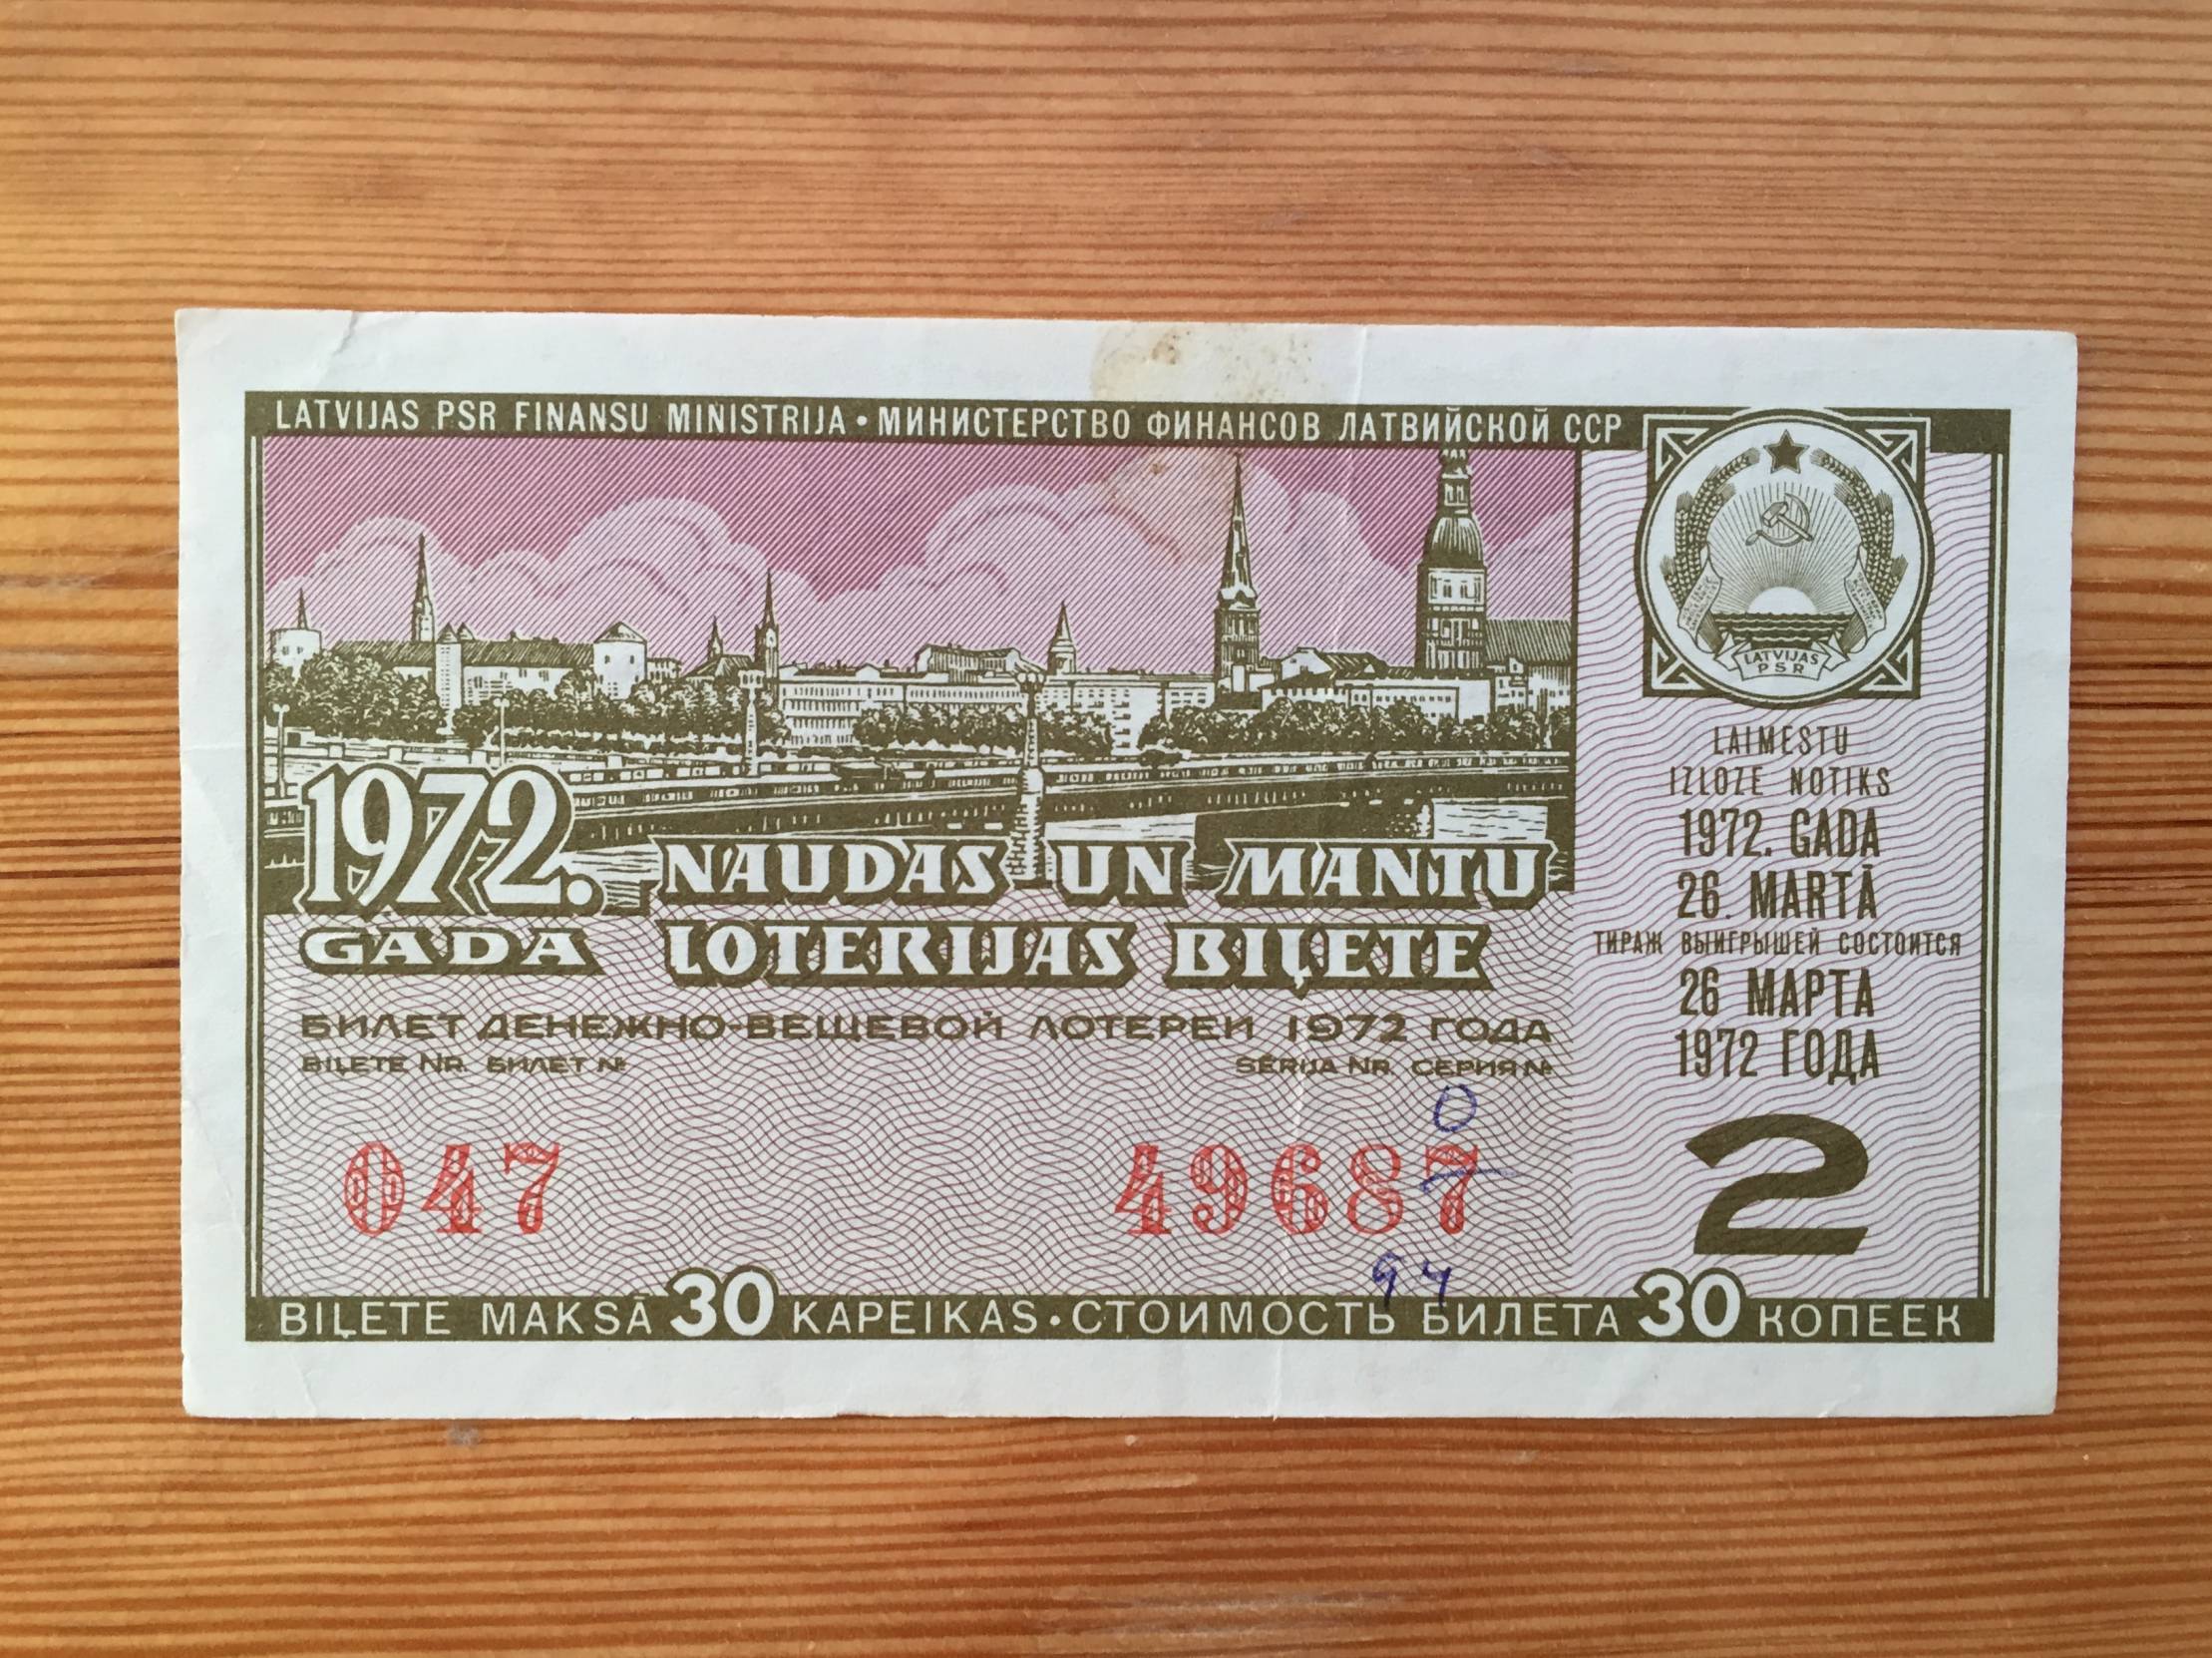 LATVIJAS PSR FINANSU MINISTRIJA • МИНИСТЕРСТВО ФИНАНСОВ ЛАТВИЙСКОЙ ССР
LATVIJAS
PSR
1972. NAUDAS UN MANTU
GADA LOTERIJAS BIĻETE
БИЛЕТ ДЕНЕЖНО-ВЕЩЕВОЙ ЛОТЕРЕИ 1972 ГОДА
BIĻETE NR. БИЛЕТ № SĒRIJA NR. СЕРИЯ №
0
047 49687
94
LAIMESTU
IZLOZE NOTIKS
1972. GADA
26. MARTĀ
ТИРАЖ ВЫИГРЫШЕЙ СОСТОИТСЯ
26 МАРТА
1972 ГОДА
2
BIĻETE MAKSĀ 30 KAPEIKAS • СТОИМОСТЬ БИЛЕТА 30 КОПЕЕК